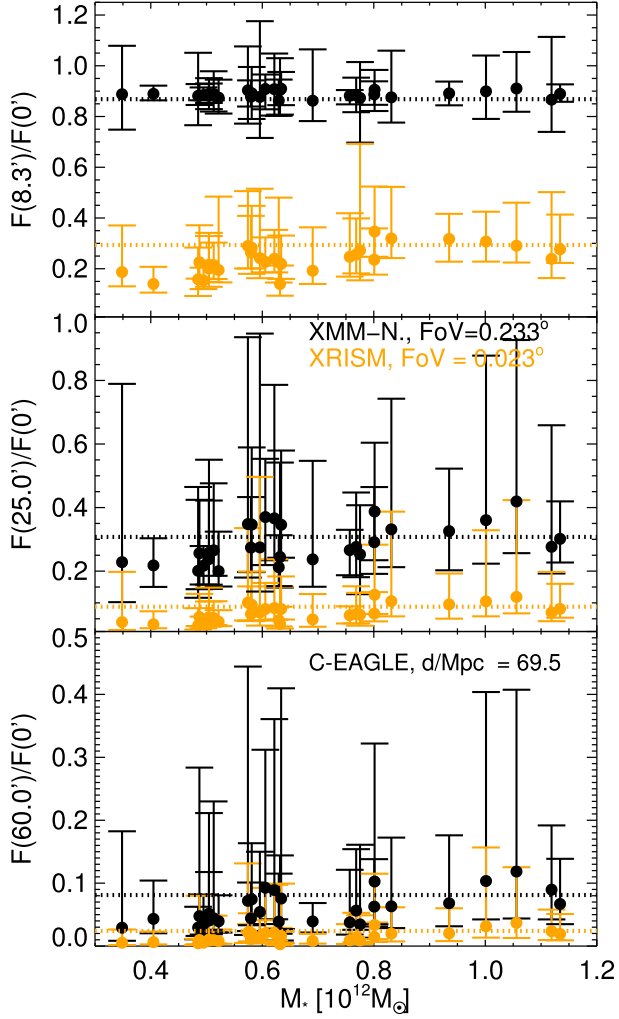 1.2
1.0
0.8
0.6
0.4
0.2
F(8.3')/F(0')
1.0
0.8
0.6
0.4
0.2
F(25.0')/F(0')
XMM−N., FoV=0.233°
XRISM, FoV = 0.023°
0.5
0.4
0.3
0.2
0.1
0.0
F(60.0')/F(0')
C-EAGLE, d/Mpc = 69.5
0.4 0.6 0.8 1.0 1.2
M⋆ [10¹²M⊙]